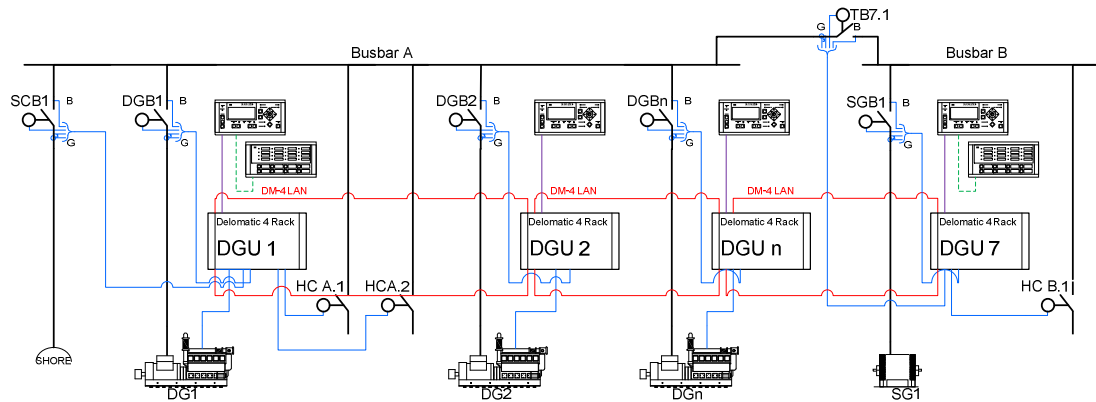 TB7.1
G
B
Busbar A
Busbar B
SCB1
B
G
DGB1
B
G
DGB2
B
G
DGBn
B
G
SGB1
B
G
DM-4 LAN
DM-4 LAN
DM-4 LAN
Delomatic 4 Rack
DGU 1
Delomatic 4 Rack
DGU 2
Delomatic 4 Rack
DGU n
Delomatic 4 Rack
DGU 7
HC A.1
HCA.2
HC B.1
SHORE
DG1
DG2
DGn
SG1